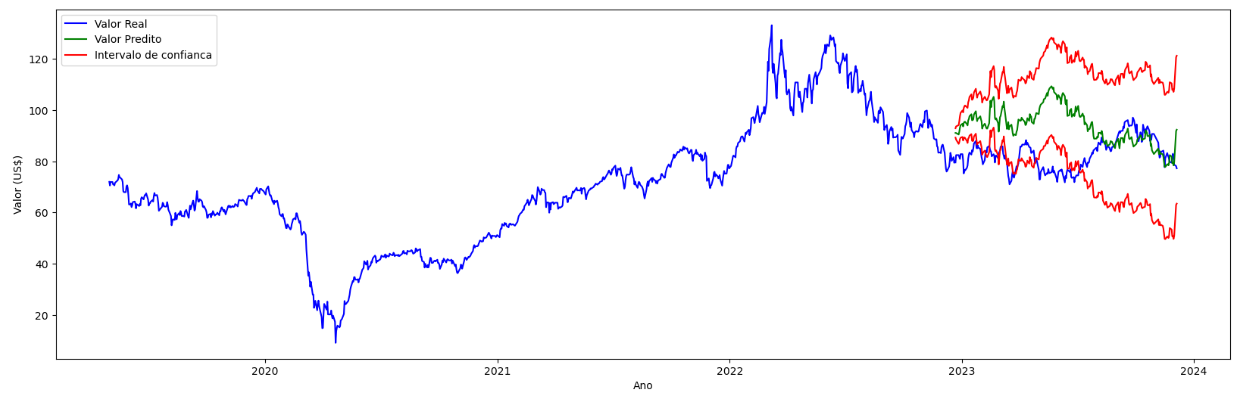 Valor Real
Valor Predito
Intervalo de confianca
Valor (US$)
120
100
80
60
40
20
2020
2021
2022
2023
2024
Ano